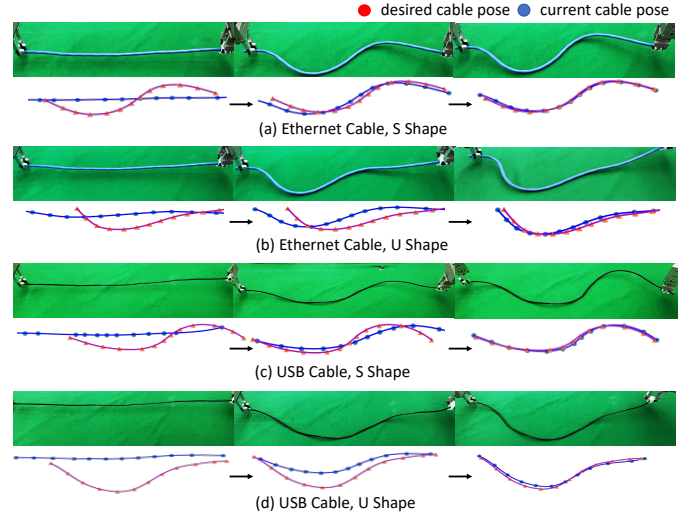 desired cable pose current cable pose
(a) Ethernet Cable, S Shape
(b) Ethernet Cable, U Shape
(c) USB Cable, S Shape
(d) USB Cable, U Shape